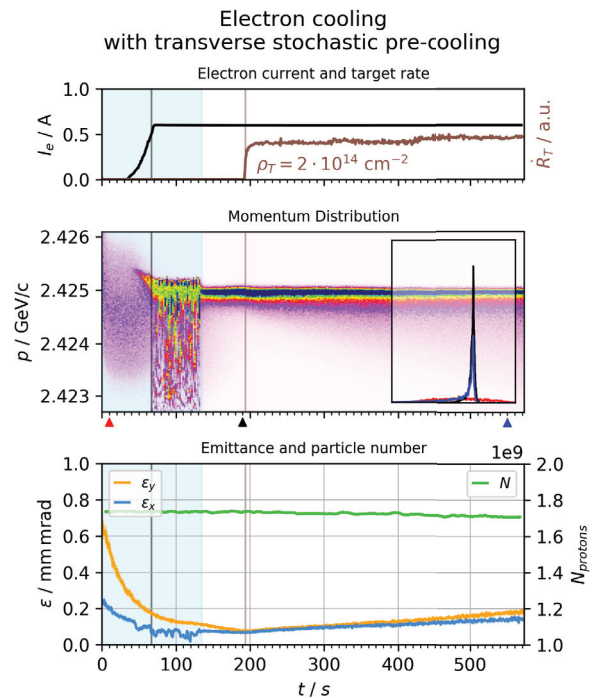 Electron cooling
with transverse stochastic pre-cooling
Electron current and target rate
1.0
0.5
0.0
I_e / A
ρ_T = 2 · 10^14 cm^−2
Ṙ_T / a.u.
Momentum Distribution
2.426
2.425
2.424
2.423
p / GeV/c
Emittance and particle number
1e9
1.0
0.8
0.6
0.4
0.2
0.0
ε / mm mrad
ε_y
ε_x
N
2.0
1.8
1.6
1.4
1.2
1.0
N_protons
0 100 200 300 400 500
t / s